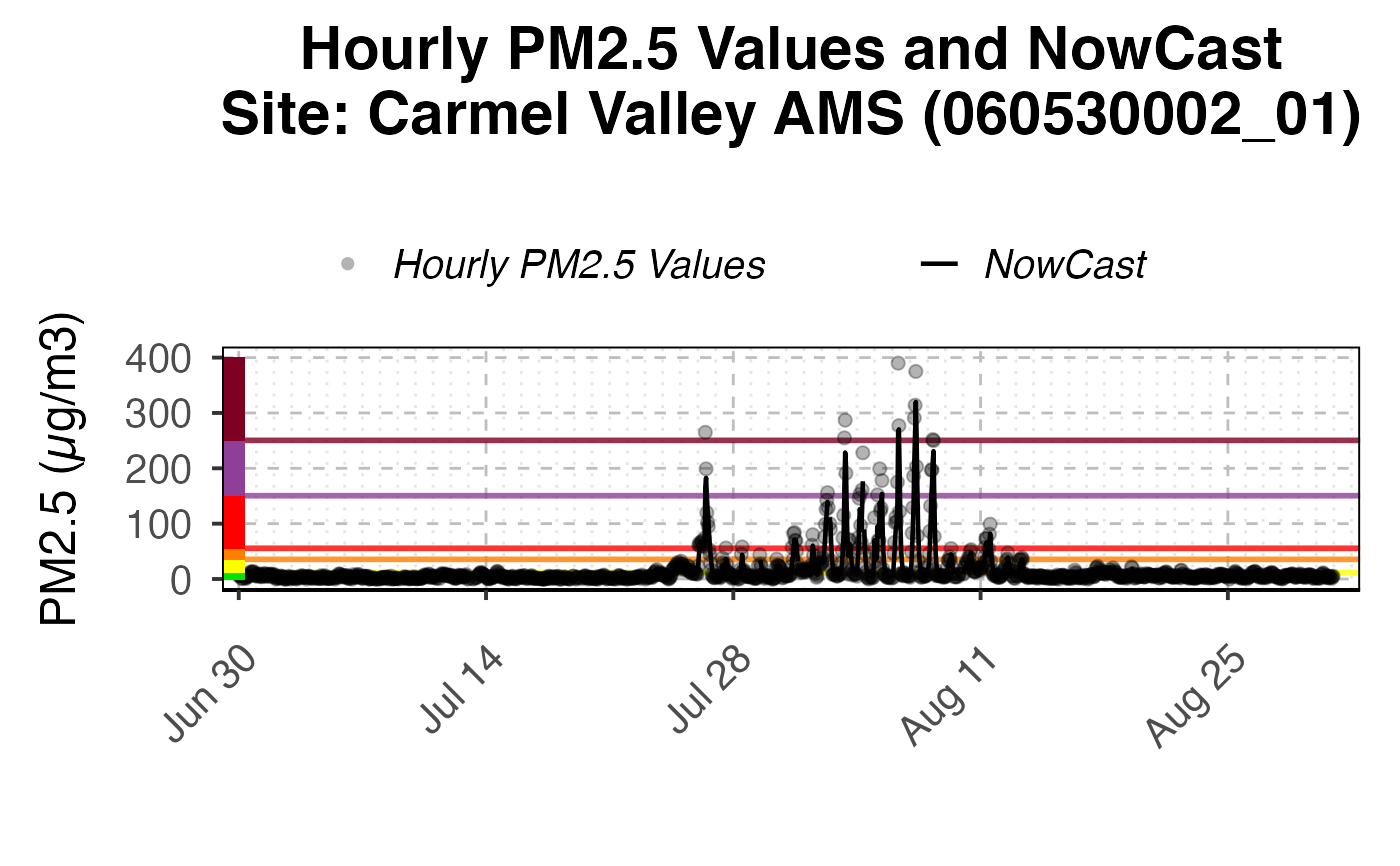 Hourly PM2.5 Values and NowCast
Site: Carmel Valley AMS (060530002_01)
Hourly PM2.5 Values
NowCast
PM2.5 (µg/m3)
400
300
200
100
0
Jun 30
Jul 14
Jul 28
Aug 11
Aug 25